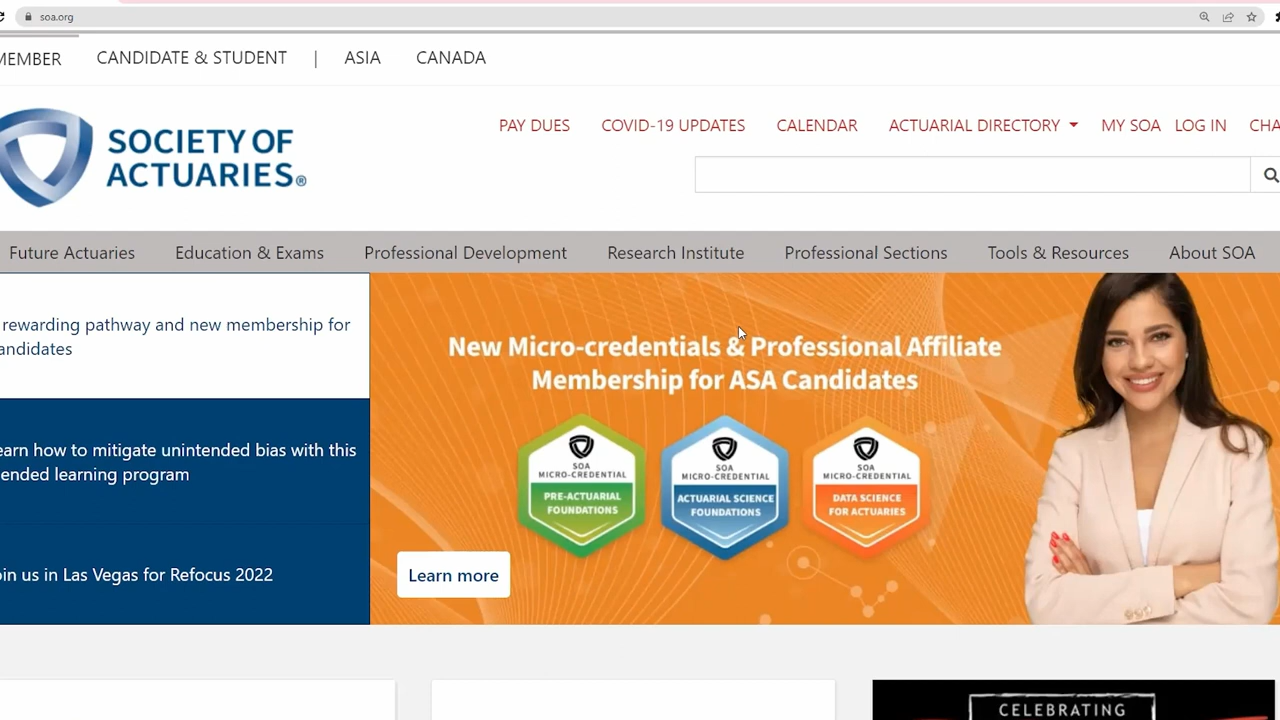 soa.org
MEMBER
CANDIDATE & STUDENT | ASIA CANADA
SOCIETY OF
ACTUARIES®
PAY DUES COVID-19 UPDATES CALENDAR ACTUARIAL DIRECTORY MY SOA LOG IN CHA
Future Actuaries Education & Exams Professional Development Research Institute Professional Sections Tools & Resources About SOA
rewarding pathway and new membership for
andidates
earn how to mitigate unintended bias with this
ended learning program
oin us in Las Vegas for Refocus 2022
New Micro-credentials & Professional Affiliate
Membership for ASA Candidates
SOA
MICRO-CREDENTIAL
PRE-ACTUARIAL
FOUNDATIONS
SOA
MICRO-CREDENTIAL
ACTUARIAL SCIENCE
FOUNDATIONS
SOA
MICRO-CREDENTIAL
DATA SCIENCE
FOR ACTUARIES
Learn more
CELEBRATING